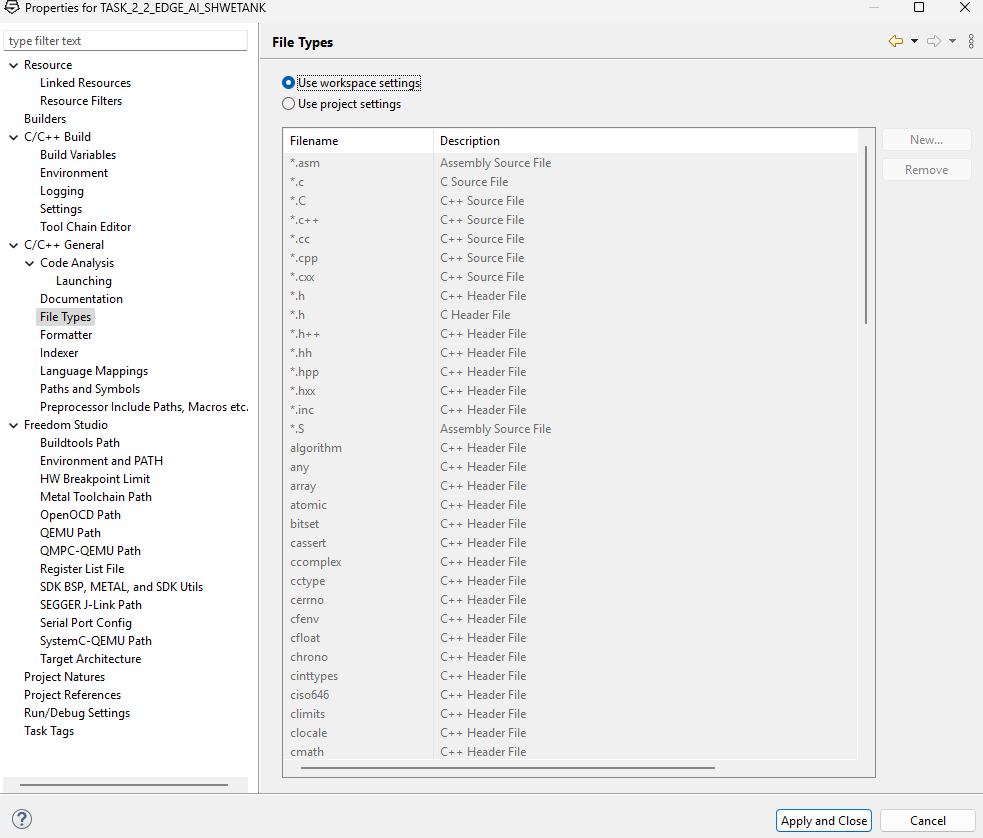 Properties for TASK_2_2_EDGE_AI_SHWETANK
type filter text
Resource
Linked Resources
Resource Filters
Builders
C/C++ Build
Build Variables
Environment
Logging
Settings
Tool Chain Editor
C/C++ General
Code Analysis
Launching
Documentation
File Types
Formatter
Indexer
Language Mappings
Paths and Symbols
Preprocessor Include Paths, Macros etc.
Freedom Studio
Buildtools Path
Environment and PATH
HW Breakpoint Limit
Metal Toolchain Path
OpenOCD Path
QEMU Path
QMPC-QEMU Path
Register List File
SDK BSP, METAL, and SDK Utils
SEGGER J-Link Path
Serial Port Config
SystemC-QEMU Path
Target Architecture
Project Natures
Project References
Run/Debug Settings
Task Tags
File Types
Use workspace settings
Use project settings
Filename Description
*.asm Assembly Source File
*.c C Source File
*.C C++ Source File
*.c++ C++ Source File
*.cc C++ Source File
*.cpp C++ Source File
*.cxx C++ Source File
*.h C++ Header File
*.h C Header File
*.h++ C++ Header File
*.hh C++ Header File
*.hpp C++ Header File
*.hxx C++ Header File
*.inc C++ Header File
*.S Assembly Source File
algorithm C++ Header File
any C++ Header File
array C++ Header File
atomic C++ Header File
bitset C++ Header File
cassert C++ Header File
ccomplex C++ Header File
cctype C++ Header File
cerrno C++ Header File
cfenv C++ Header File
cfloat C++ Header File
chrono C++ Header File
cinttypes C++ Header File
ciso646 C++ Header File
climits C++ Header File
clocale C++ Header File
cmath C++ Header File
New...
Remove
?
Apply and Close
Cancel